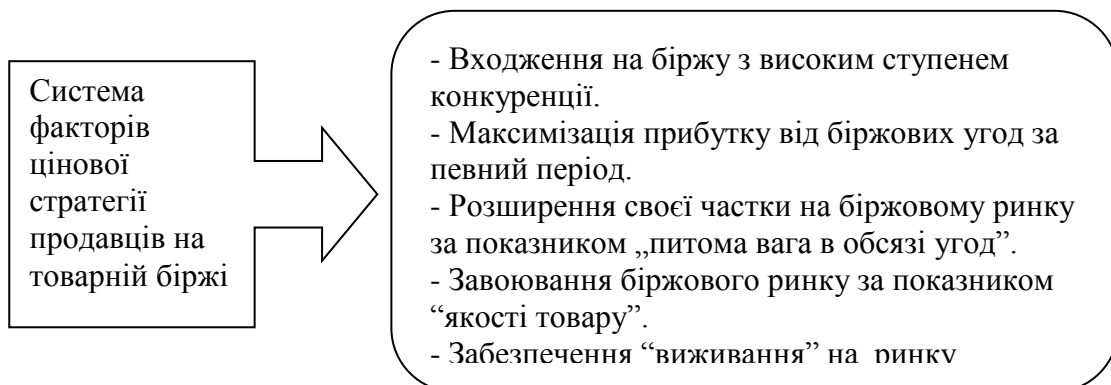 Система
факторів
цінової
стратегії
продавців на
товарній біржі
- Входження на біржу з високим ступенем
конкуренції.
- Максимізація прибутку від біржових угод за
певний період.
- Розширення своєї частки на біржовому ринку
за показником „питома вага в обсязі угод”.
- Завоювання біржового ринку за показником
“якості товару”.
- Забезпечення “виживання” на ринку